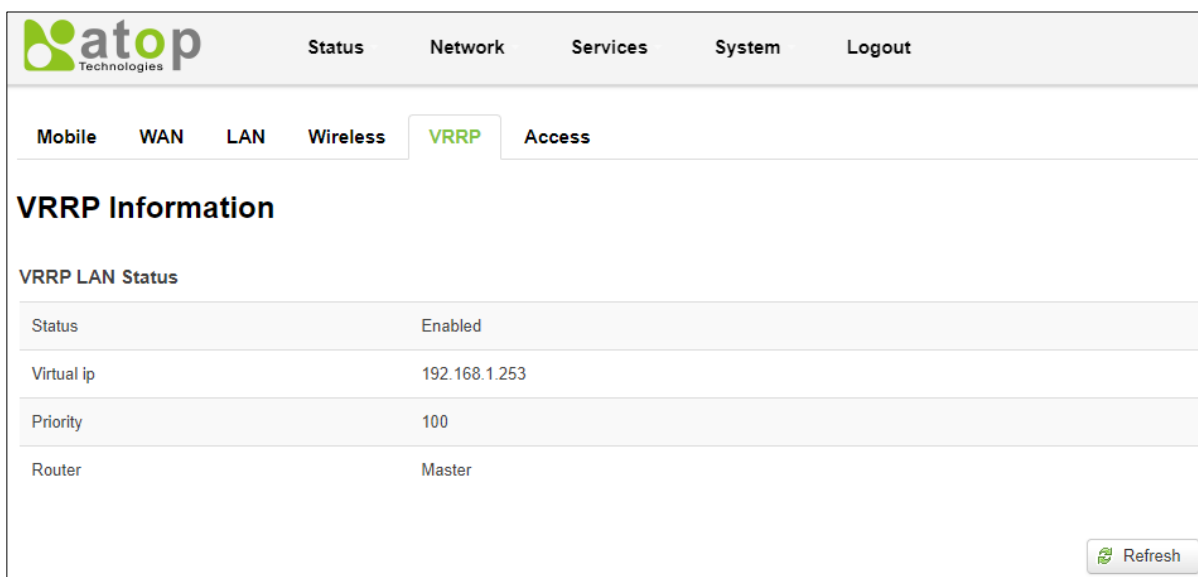 atop
Technologies
Status Network Services System Logout
Mobile WAN LAN Wireless VRRP Access
VRRP Information
VRRP LAN Status
Status Enabled
Virtual ip 192.168.1.253
Priority 100
Router Master
Refresh